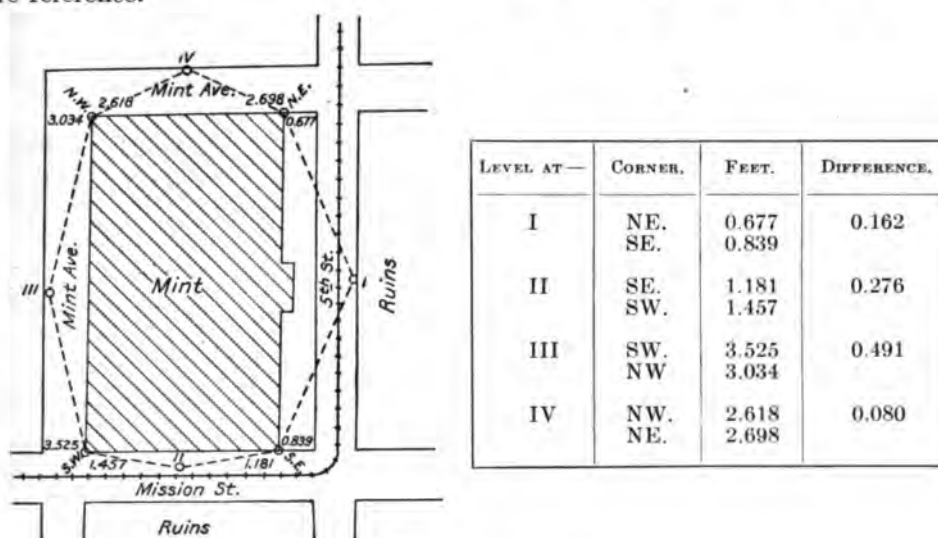 reference.
IV
Mint Ave.
N.W.
2.618
2.698
N.E.
3.034
0.677
III
Mint Ave.
Mint
5th St.
I
Ruins
3.525
S.W.
1.457
II
1.181
0.839
S.E.
Mission St.
Ruins
LEVEL AT— CORNER. FEET. DIFFERENCE.
I NE. 0.677 0.162
SE. 0.839
II SE. 1.181 0.276
SW. 1.457
III SW. 3.525 0.491
NW 3.034
IV NW. 2.618 0.080
NE. 2.698